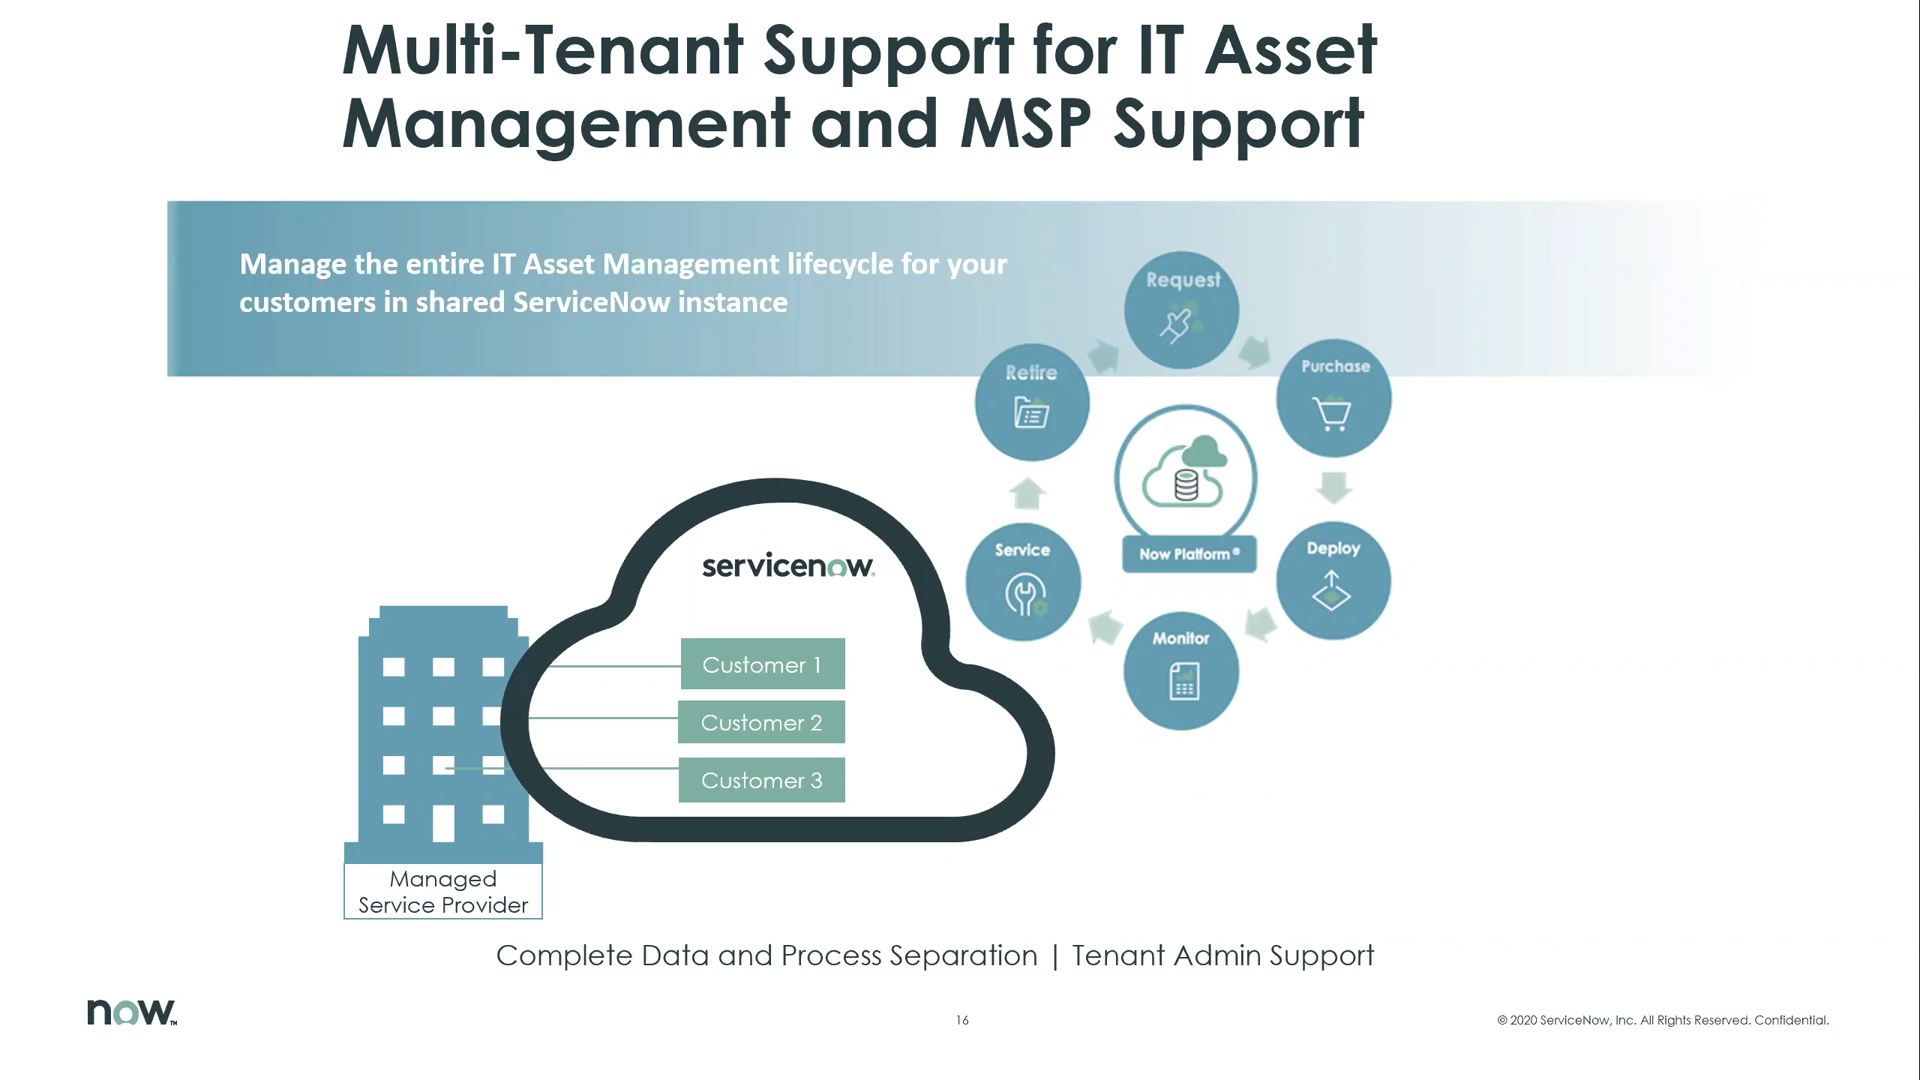 Multi-Tenant Support for IT Asset
Management and MSP Support
Manage the entire IT Asset Management lifecycle for your
customers in shared ServiceNow instance
Request
Retire
Purchase
Now Platform®
Service
Deploy
Monitor
servicenow®
Customer 1
Customer 2
Customer 3
Managed
Service Provider
Complete Data and Process Separation | Tenant Admin Support
now™
16
© 2020 ServiceNow, Inc. All Rights Reserved. Confidential.